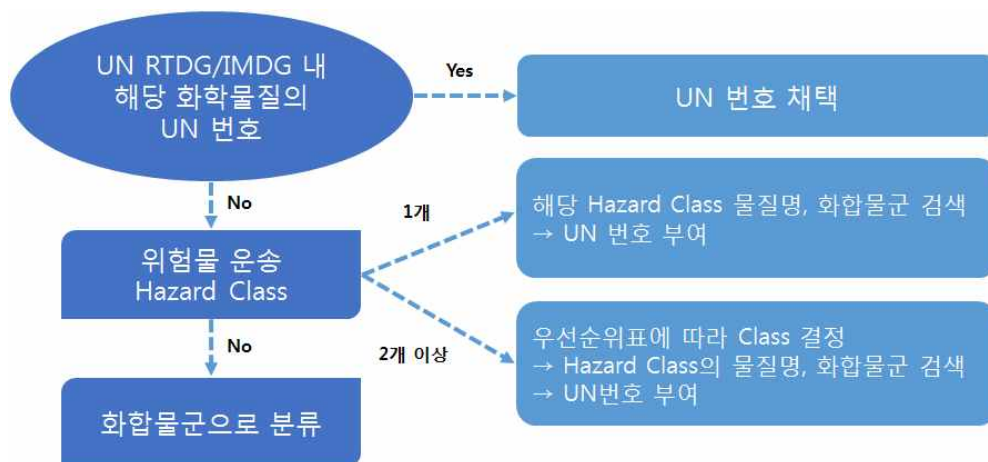 UN RTDG/IMDG 내
해당 화학물질의
UN 번호
Yes
UN 번호 채택
No
1개
해당 Hazard Class 물질명, 화합물군 검색
→ UN 번호 부여
위험물 운송
Hazard Class
No
2개 이상
우선순위표에 따라 Class 결정
→ Hazard Class의 물질명, 화합물군 검색
→ UN번호 부여
화합물군으로 분류